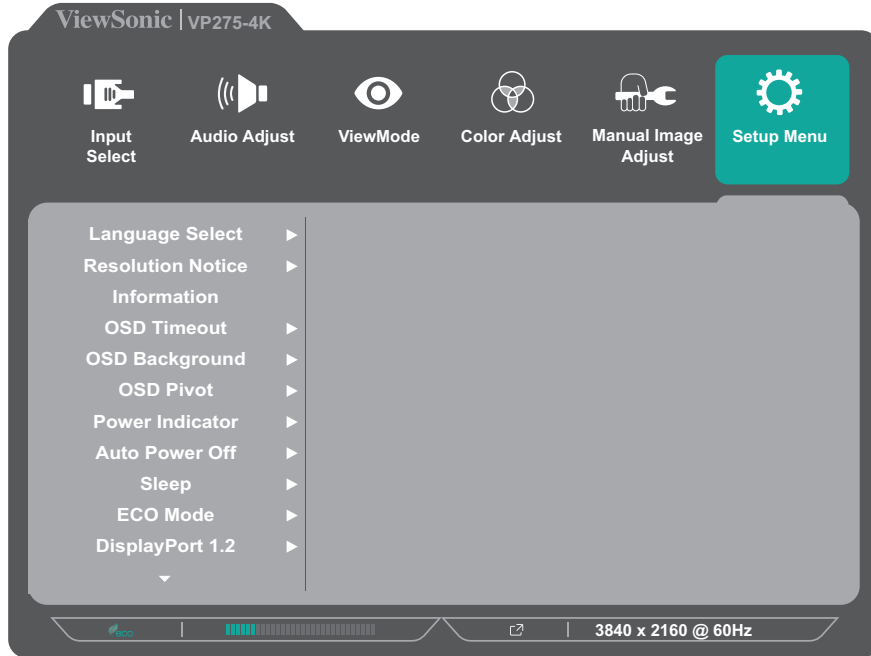 ViewSonic | VP275-4K
Input
Select
Audio Adjust
ViewMode
Color Adjust
Manual Image
Adjust
Setup Menu
Language Select
Resolution Notice
Information
OSD Timeout
OSD Background
OSD Pivot
Power Indicator
Auto Power Off
Sleep
ECO Mode
DisplayPort 1.2
eco
3840 x 2160 @ 60Hz